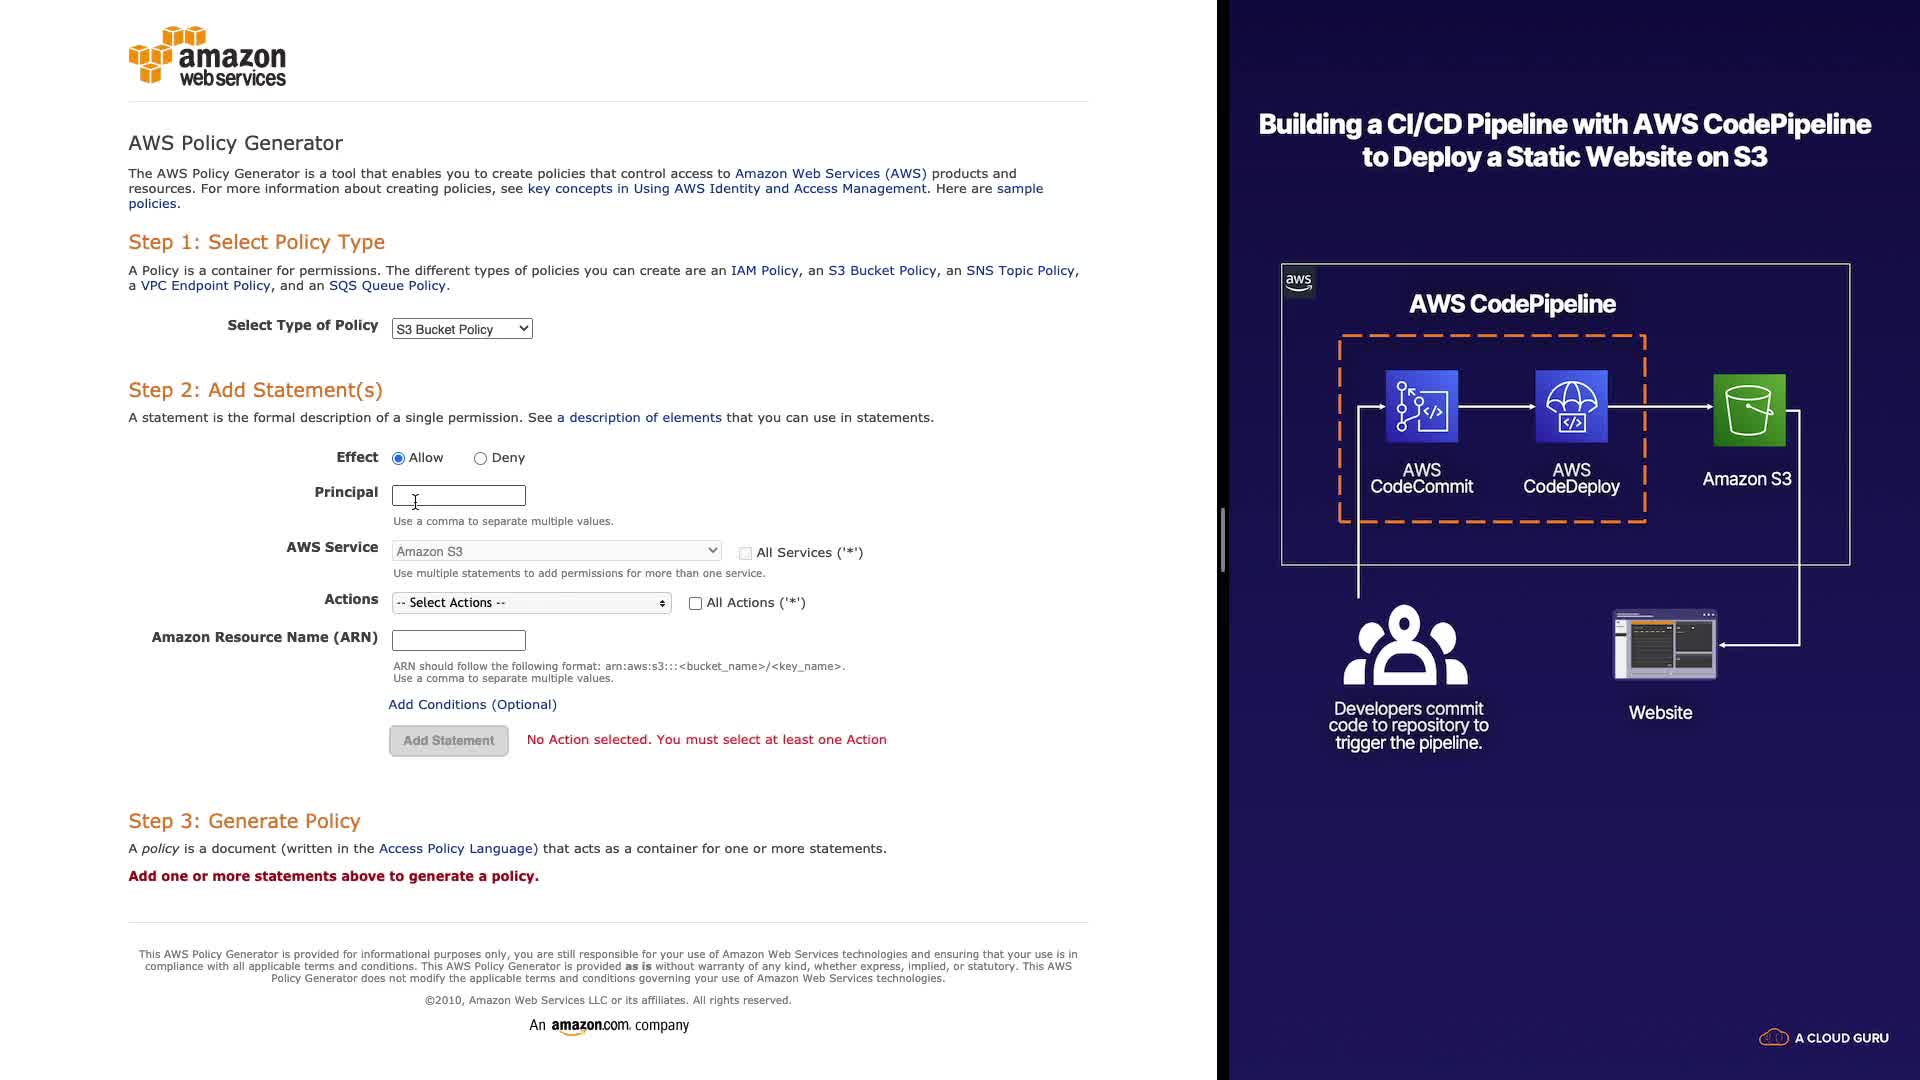 amazon
web services
AWS Policy Generator
The AWS Policy Generator is a tool that enables you to create policies that control access to Amazon Web Services (AWS) products and
resources. For more information about creating policies, see key concepts in Using AWS Identity and Access Management. Here are sample
policies.
Step 1: Select Policy Type
A Policy is a container for permissions. The different types of policies you can create are an IAM Policy, an S3 Bucket Policy, an SNS Topic Policy,
a VPC Endpoint Policy, and an SQS Queue Policy.
Select Type of Policy S3 Bucket Policy
Step 2: Add Statement(s)
A statement is the formal description of a single permission. See a description of elements that you can use in statements.
Effect Allow Deny
Principal
Use a comma to separate multiple values.
AWS Service Amazon S3 All Services ('*')
Use multiple statements to add permissions for more than one service.
Actions -- Select Actions -- All Actions ('*')
Amazon Resource Name (ARN)
ARN should follow the following format: arn:aws:s3:::<bucket_name>/<key_name>.
Use a comma to separate multiple values.
Add Conditions (Optional)
Add Statement No Action selected. You must select at least one Action
Step 3: Generate Policy
A policy is a document (written in the Access Policy Language) that acts as a container for one or more statements.
Add one or more statements above to generate a policy.
This AWS Policy Generator is provided for informational purposes only, you are still responsible for your use of Amazon Web Services technologies and ensuring that your use is in
compliance with all applicable terms and conditions. This AWS Policy Generator is provided as is without warranty of any kind, whether express, implied, or statutory. This AWS
Policy Generator does not modify the applicable terms and conditions governing your use of Amazon Web Services technologies.
©2010, Amazon Web Services LLC or its affiliates. All rights reserved.
An amazon.com. company
Building a CI/CD Pipeline with AWS CodePipeline
to Deploy a Static Website on S3
aws
AWS CodePipeline
AWS
CodeCommit
AWS
CodeDeploy
Amazon S3
Developers commit
code to repository to
trigger the pipeline.
Website
A CLOUD GURU